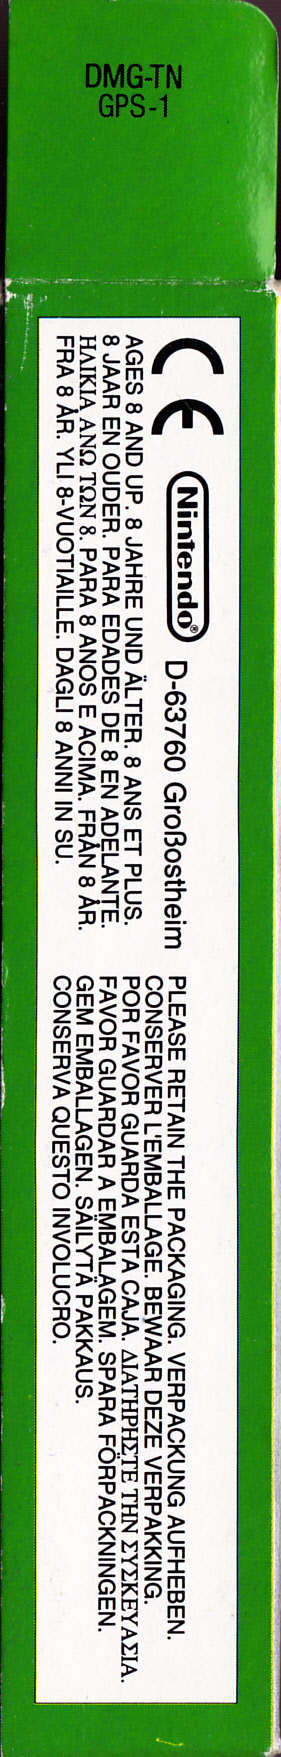 DMG-TN
GPS-1
CE
Nintendo® D-63760 Großostheim
AGES 8 AND UP. 8 JAHRE UND ÄLTER. 8 ANS ET PLUS.
8 JAAR EN OUDER. PARA EDADES DE 8 EN ADELANTE.
ΗΛΙΚΙΑ ΑΝΩ ΤΩΝ 8. PARA 8 ANOS E ACIMA. FRÅN 8 ÅR.
FRA 8 ÅR. YLI 8-VUOTIAILLE. DAGLI 8 ANNI IN SU.
PLEASE RETAIN THE PACKAGING. VERPACKUNG AUFHEBEN.
CONSERVER L'EMBALLAGE. BEWAAR DEZE VERPAKKING.
POR FAVOR GUARDA ESTA CAJA. ΔΙΑΤΗΡΗΣΤΕ ΤΗΝ ΣΥΣΚΕΥΑΣΙΑ.
FAVOR GUARDAR A EMBALAGEM. SPARA FÖRPACKNINGEN.
GEM EMBALLAGEN. SÄILYTÄ PAKKAUS.
CONSERVA QUESTO INVOLUCRO.